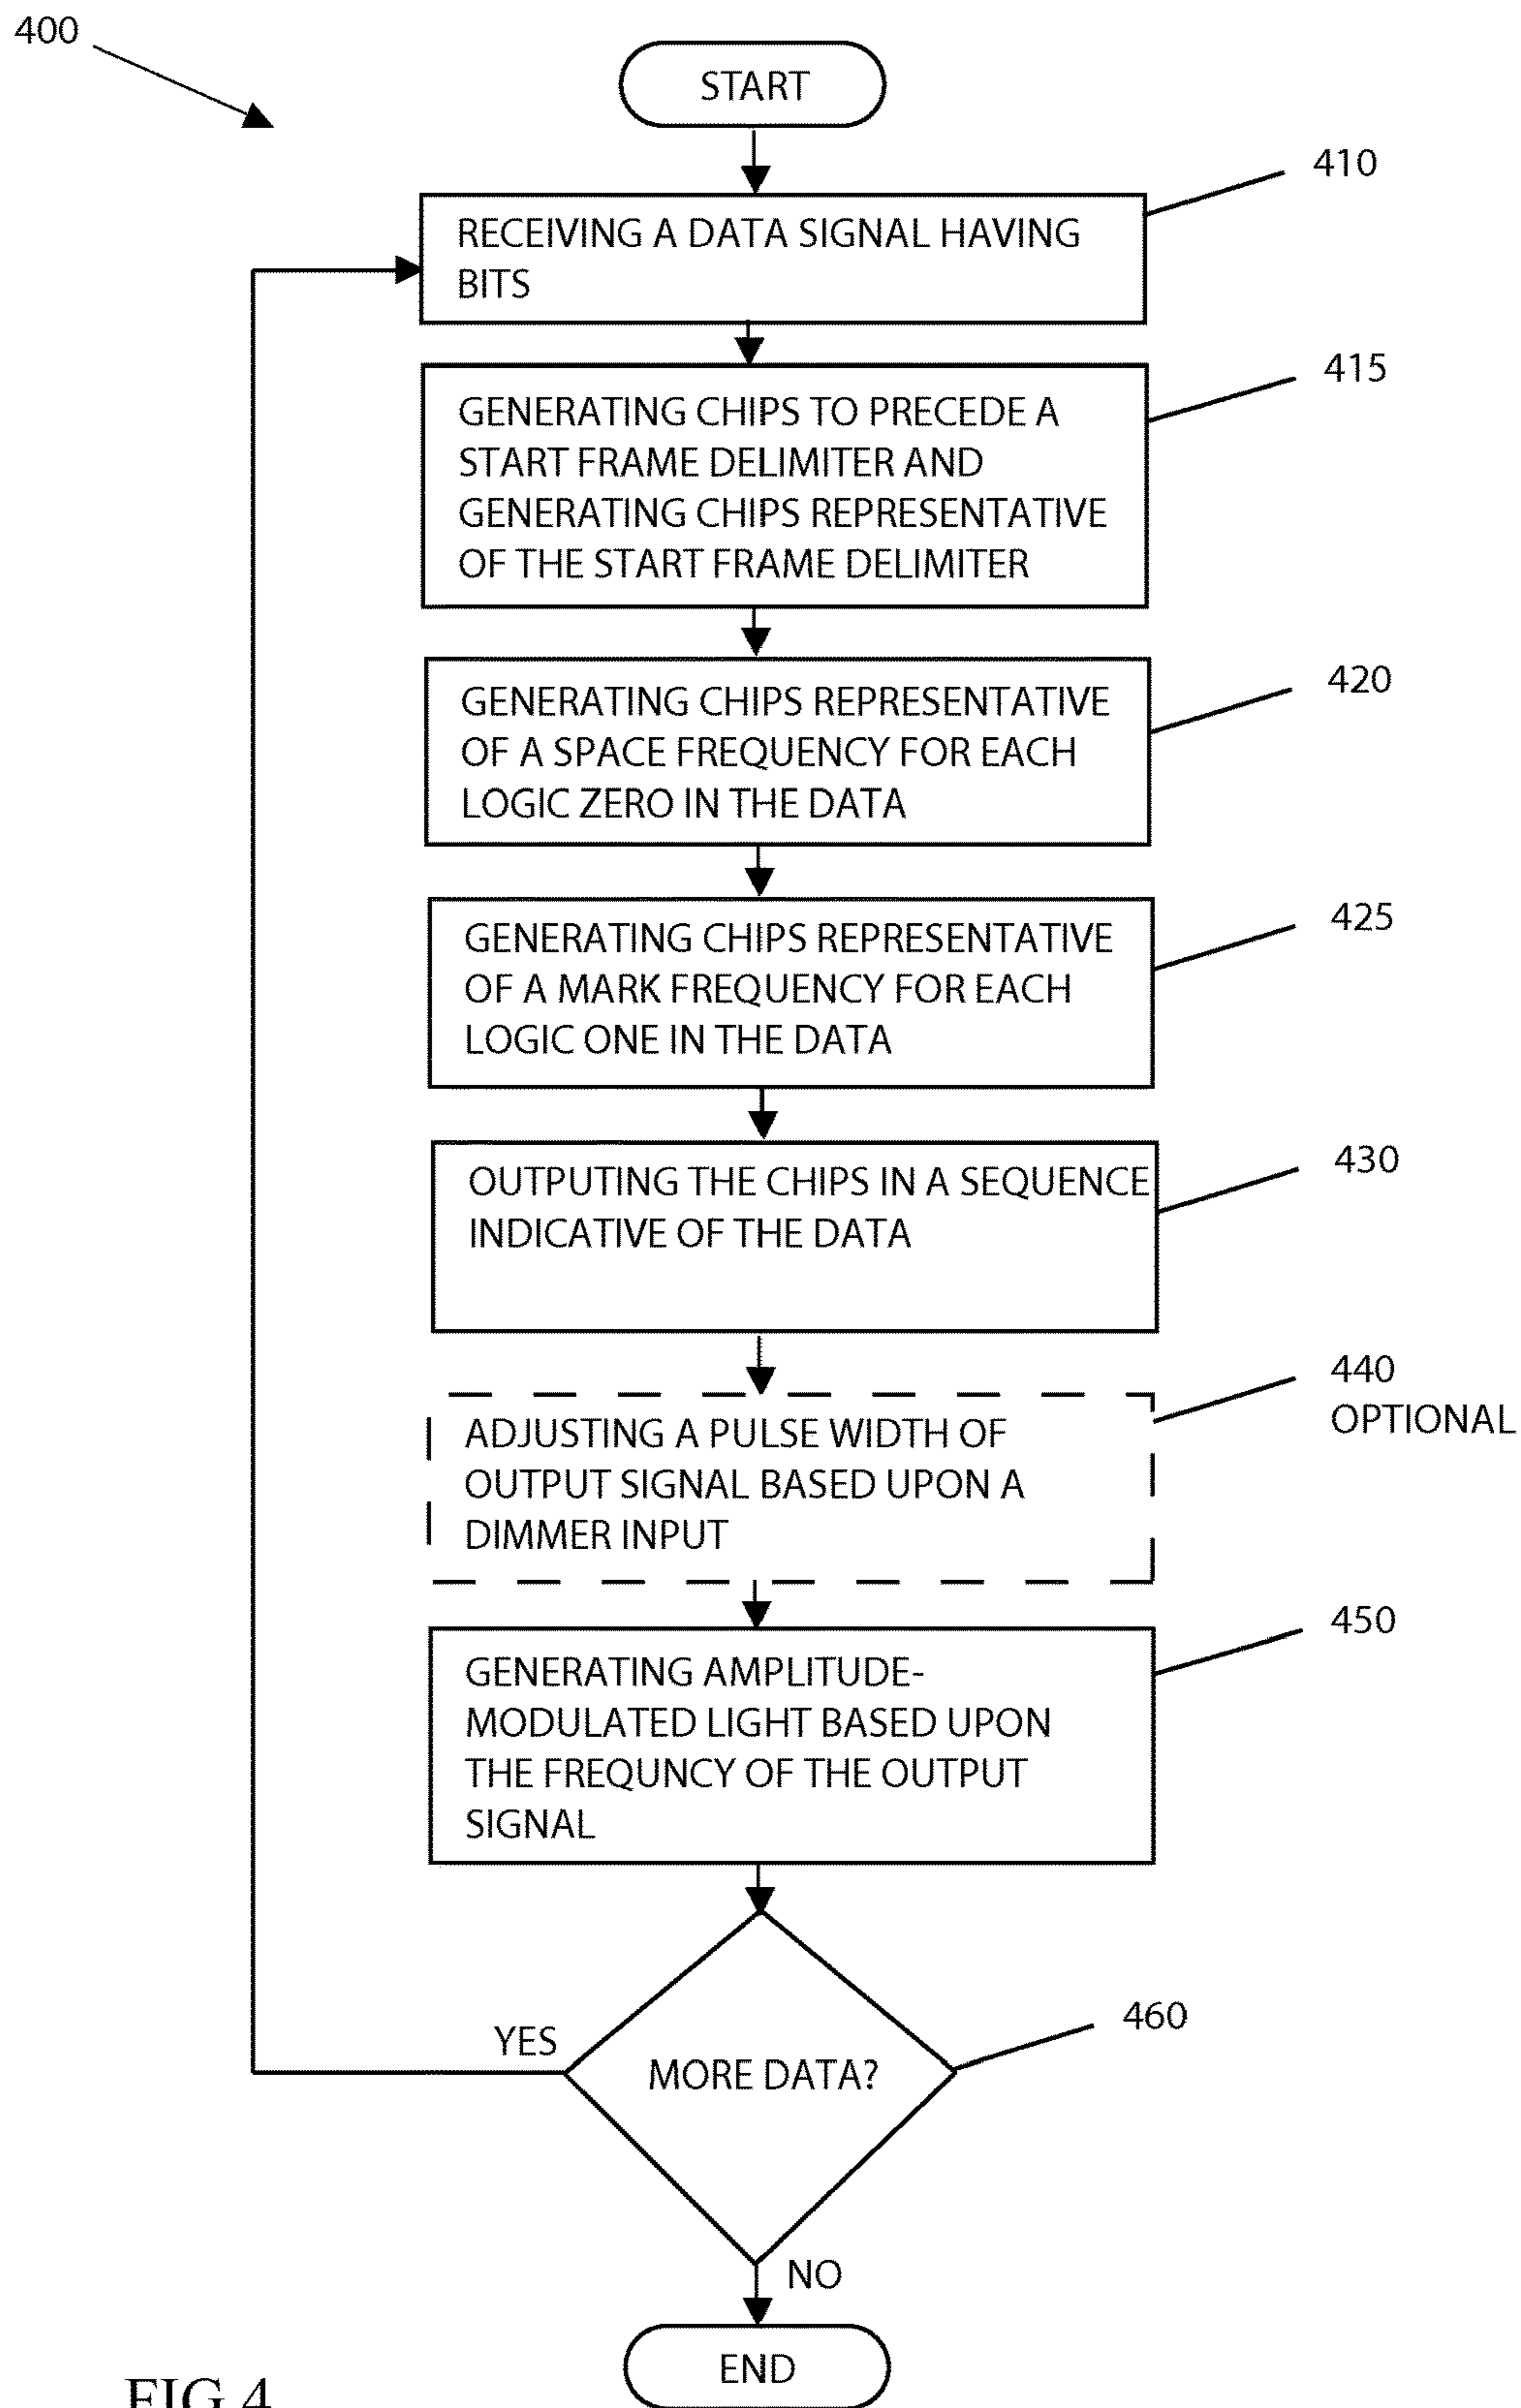 400
START
410
RECEIVING A DATA SIGNAL HAVING
BITS
415
GENERATING CHIPS TO PRECEDE A
START FRAME DELIMITER AND
GENERATING CHIPS REPRESENTATIVE
OF THE START FRAME DELIMITER
420
GENERATING CHIPS REPRESENTATIVE
OF A SPACE FREQUENCY FOR EACH
LOGIC ZERO IN THE DATA
425
GENERATING CHIPS REPRESENTATIVE
OF A MARK FREQUENCY FOR EACH
LOGIC ONE IN THE DATA
430
OUTPUTING THE CHIPS IN A SEQUENCE
INDICATIVE OF THE DATA
440
OPTIONAL
ADJUSTING A PULSE WIDTH OF
OUTPUT SIGNAL BASED UPON A
DIMMER INPUT
450
GENERATING AMPLITUDE-
MODULATED LIGHT BASED UPON
THE FREQUNCY OF THE OUTPUT
SIGNAL
460
YES
MORE DATA?
NO
END
FIG 4